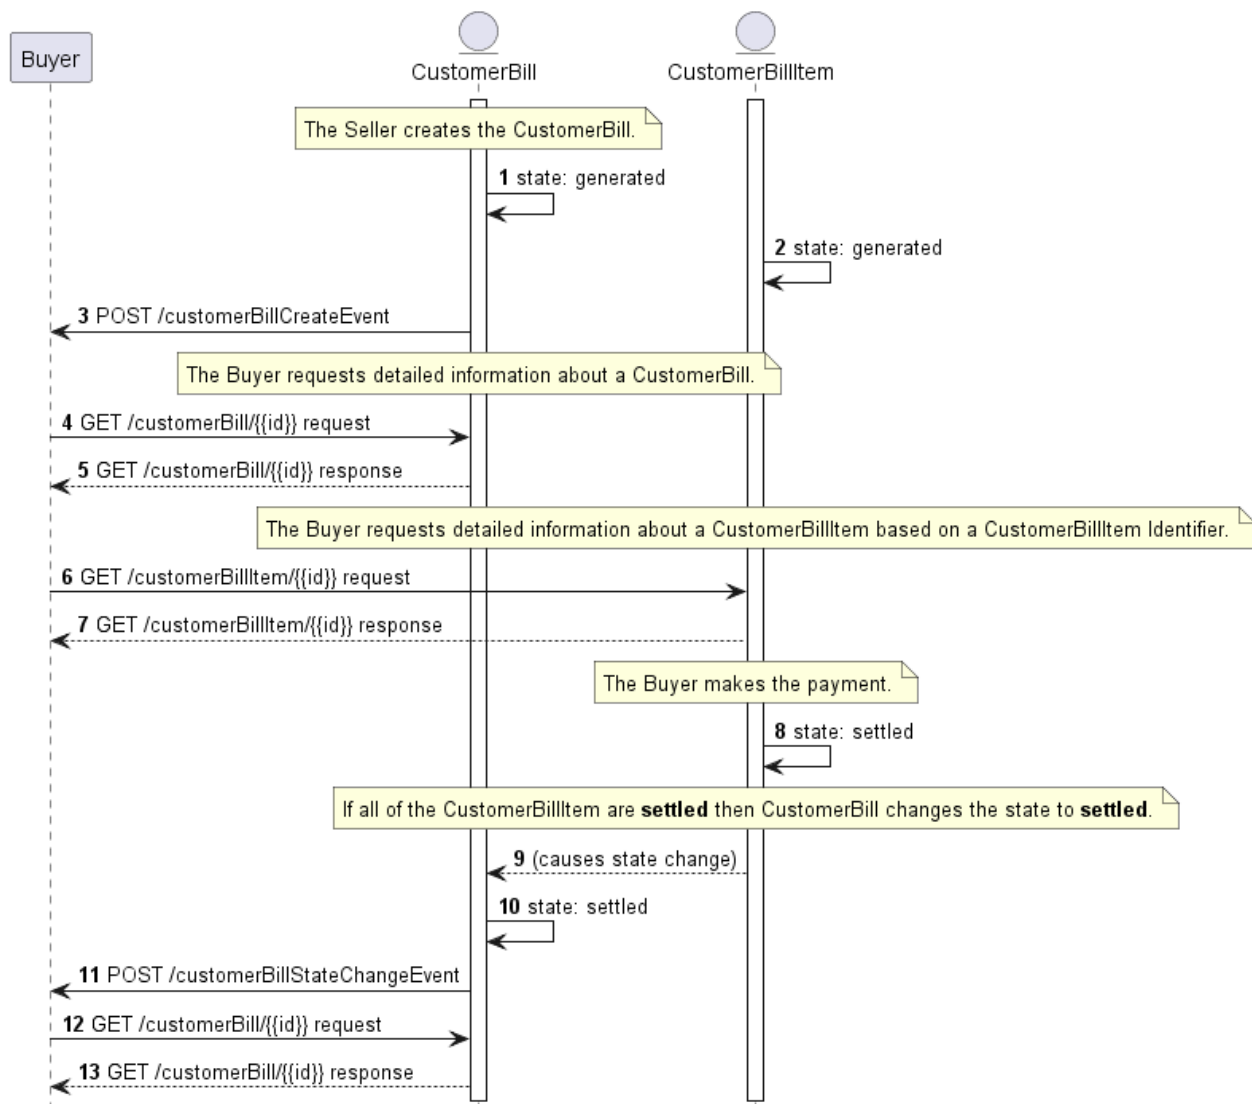 Buyer
CustomerBill
CustomerBillItem
The Seller creates the CustomerBill.
1 state: generated
2 state: generated
3 POST /customerBillCreateEvent
The Buyer requests detailed information about a CustomerBill.
4 GET /customerBill/{{id}} request
5 GET /customerBill/{{id}} response
The Buyer requests detailed information about a CustomerBillItem based on a CustomerBillItem Identifier.
6 GET /customerBillItem/{{id}} request
7 GET /customerBillItem/{{id}} response
The Buyer makes the payment.
8 state: settled
If all of the CustomerBillItem are settled then CustomerBill changes the state to settled.
9 (causes state change)
10 state: settled
11 POST /customerBillStateChangeEvent
12 GET /customerBill/{{id}} request
13 GET /customerBill/{{id}} response